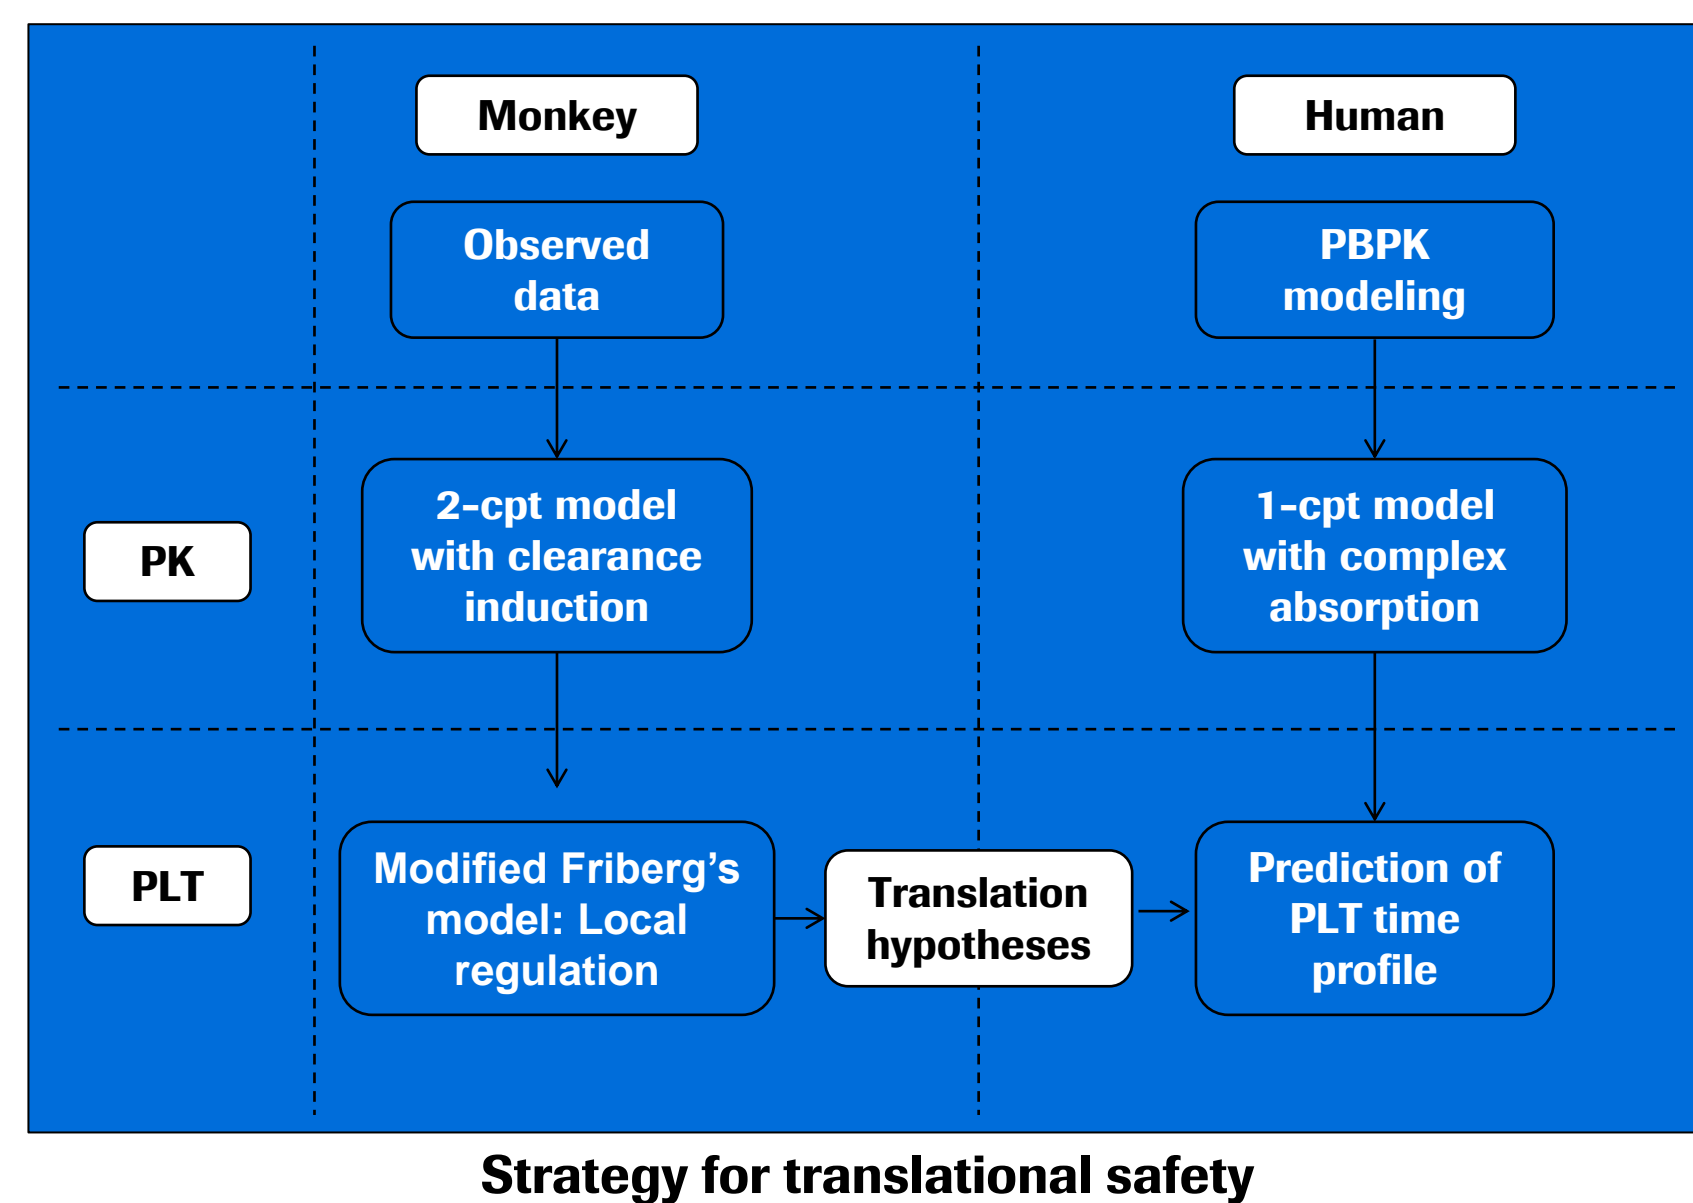 Monkey
Human
Observed
data
PBPK
modeling
PK
2-cpt model
with clearance
induction
1-cpt model
with complex
absorption
PLT
Modified Friberg's
model: Local
regulation
Translation
hypotheses
Prediction of
PLT time
profile
Strategy for translational safety